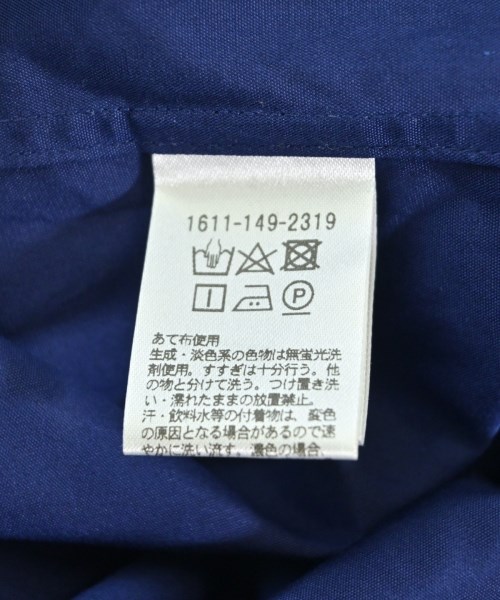 1611-149-2319
P
あて布使用
生成・淡色系の色物は無蛍光洗
剤使用。すすぎは十分行う。他
の物と分けて洗う。つけ置き洗
い・濡れたままの放置禁止。
汗・飲料水等の付着物は、変色
の原因となる場合があるので速
やかに洗い流す。濃色の場合、